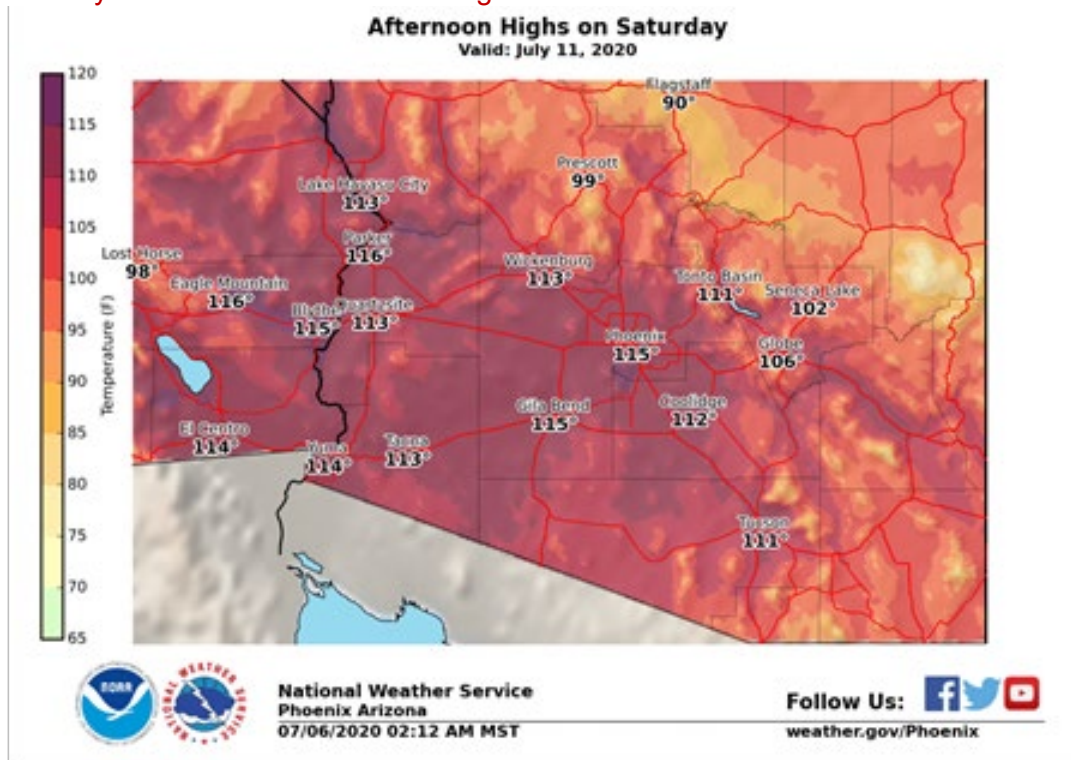 Afternoon Highs on Saturday
Valid: July 11, 2020
120
115
110
105
100
95
90
85
80
75
70
65
Temperature (F)
Flagstaff
90°
Prescott
99°
Lake Havasu City
113°
Parker
116°
Lost Horse
98°
Eagle Mountain
116°
Wickenburg
113°
Tonto Basin
111°
Seneca Lake
102°
Blythe
115°
Quartzsite
113°
Phoenix
115°
Globe
106°
Gila Bend
115°
Coolidge
112°
El Centro
114°
Yuma
114°
Tacna
113°
Tucson
111°
NOAA
NATIONAL WEATHER SERVICE
National Weather Service
Phoenix Arizona
07/06/2020 02:12 AM MST
Follow Us:
weather.gov/Phoenix